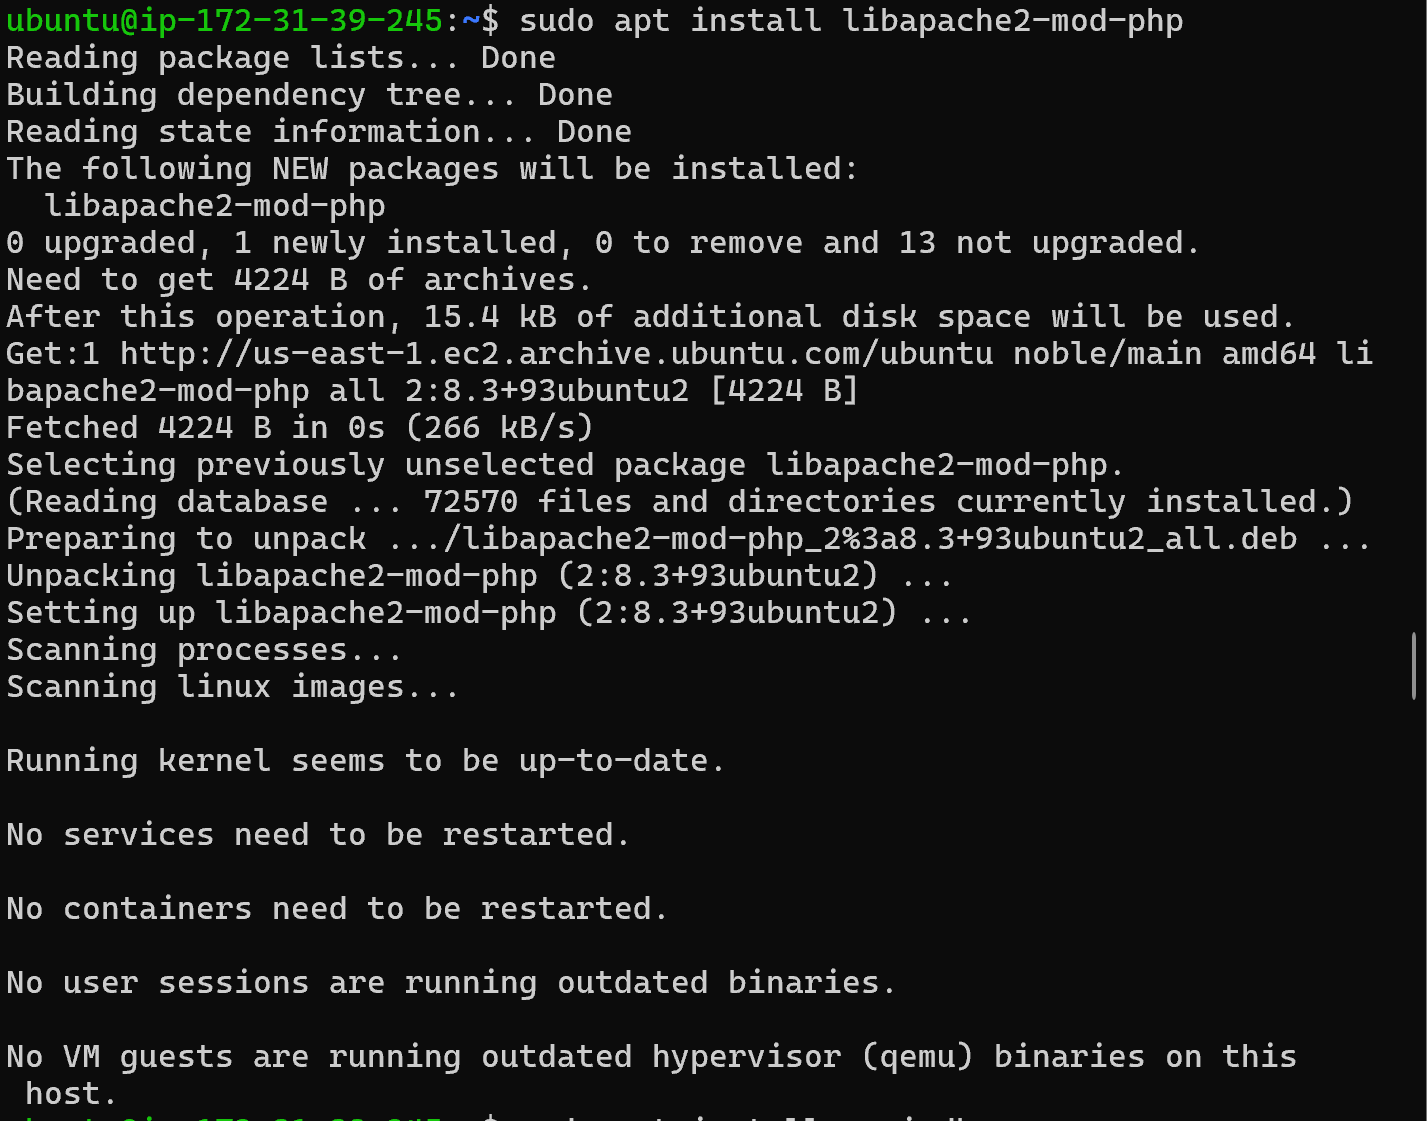 ubuntu@ip-172-31-39-245:~$ sudo apt install libapache2-mod-php
Reading package lists... Done
Building dependency tree... Done
Reading state information... Done
The following NEW packages will be installed:
  libapache2-mod-php
0 upgraded, 1 newly installed, 0 to remove and 13 not upgraded.
Need to get 4224 B of archives.
After this operation, 15.4 kB of additional disk space will be used.
Get:1 http://us-east-1.ec2.archive.ubuntu.com/ubuntu noble/main amd64 li
bapache2-mod-php all 2:8.3+93ubuntu2 [4224 B]
Fetched 4224 B in 0s (266 kB/s)
Selecting previously unselected package libapache2-mod-php.
(Reading database ... 72570 files and directories currently installed.)
Preparing to unpack .../libapache2-mod-php_2%3a8.3+93ubuntu2_all.deb ...
Unpacking libapache2-mod-php (2:8.3+93ubuntu2) ...
Setting up libapache2-mod-php (2:8.3+93ubuntu2) ...
Scanning processes...
Scanning linux images...
Running kernel seems to be up-to-date.
No services need to be restarted.
No containers need to be restarted.
No user sessions are running outdated binaries.
No VM guests are running outdated hypervisor (qemu) binaries on this
 host.